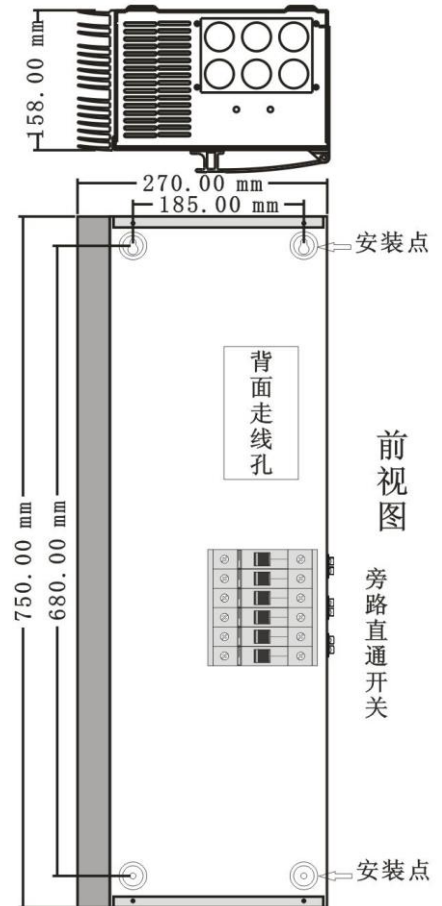 158.00 mm
270.00 mm
185.00 mm
安装点
背面走线孔
前视图
750.00 mm
680.00 mm
旁路直通开关
安装点